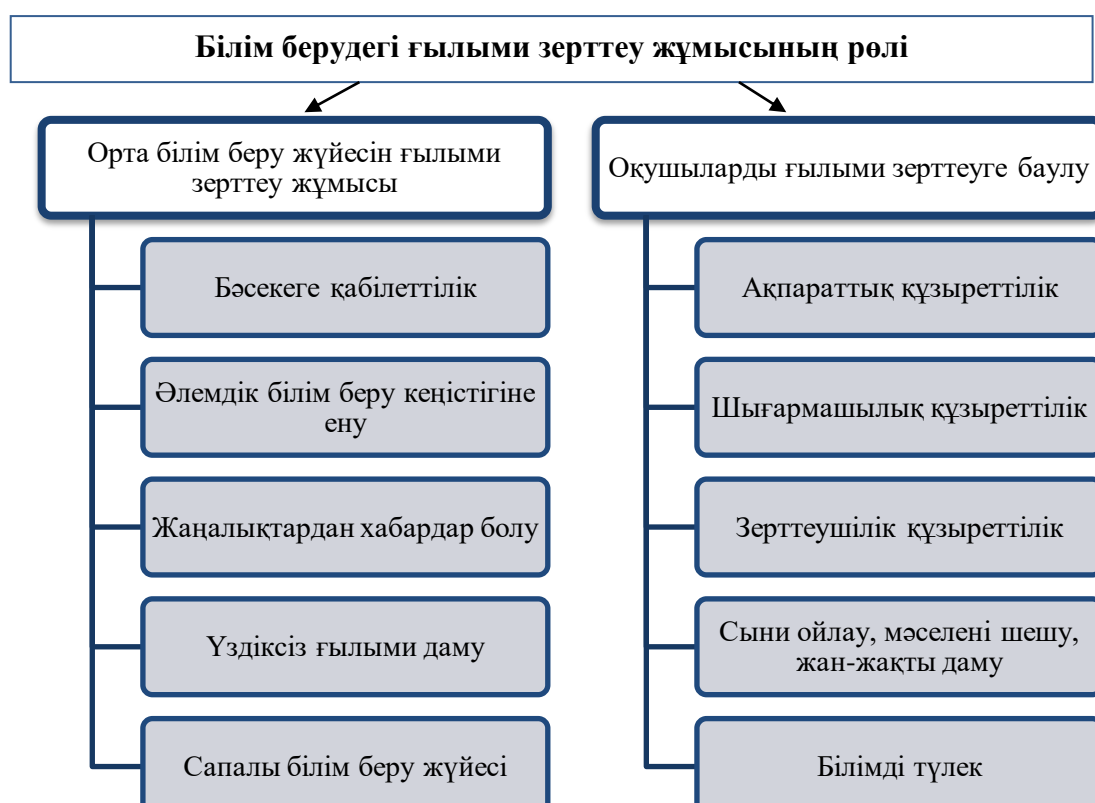 Білім берудегі ғылыми зерттеу жұмысының рөлі
Орта білім беру жүйесін ғылыми
зерттеу жұмысы
Бәсекеге қабілеттілік
Әлемдік білім беру кеңістігіне
ену
Жаңалықтардан хабардар болу
Үздіксіз ғылыми даму
Сапалы білім беру жүйесі
Оқушыларды ғылыми зерттеуге баулу
Ақпараттық құзыреттілік
Шығармашылық құзыреттілік
Зерттеушілік құзыреттілік
Сыни ойлау, мәселені шешу,
жан-жақты даму
Білімді түлек